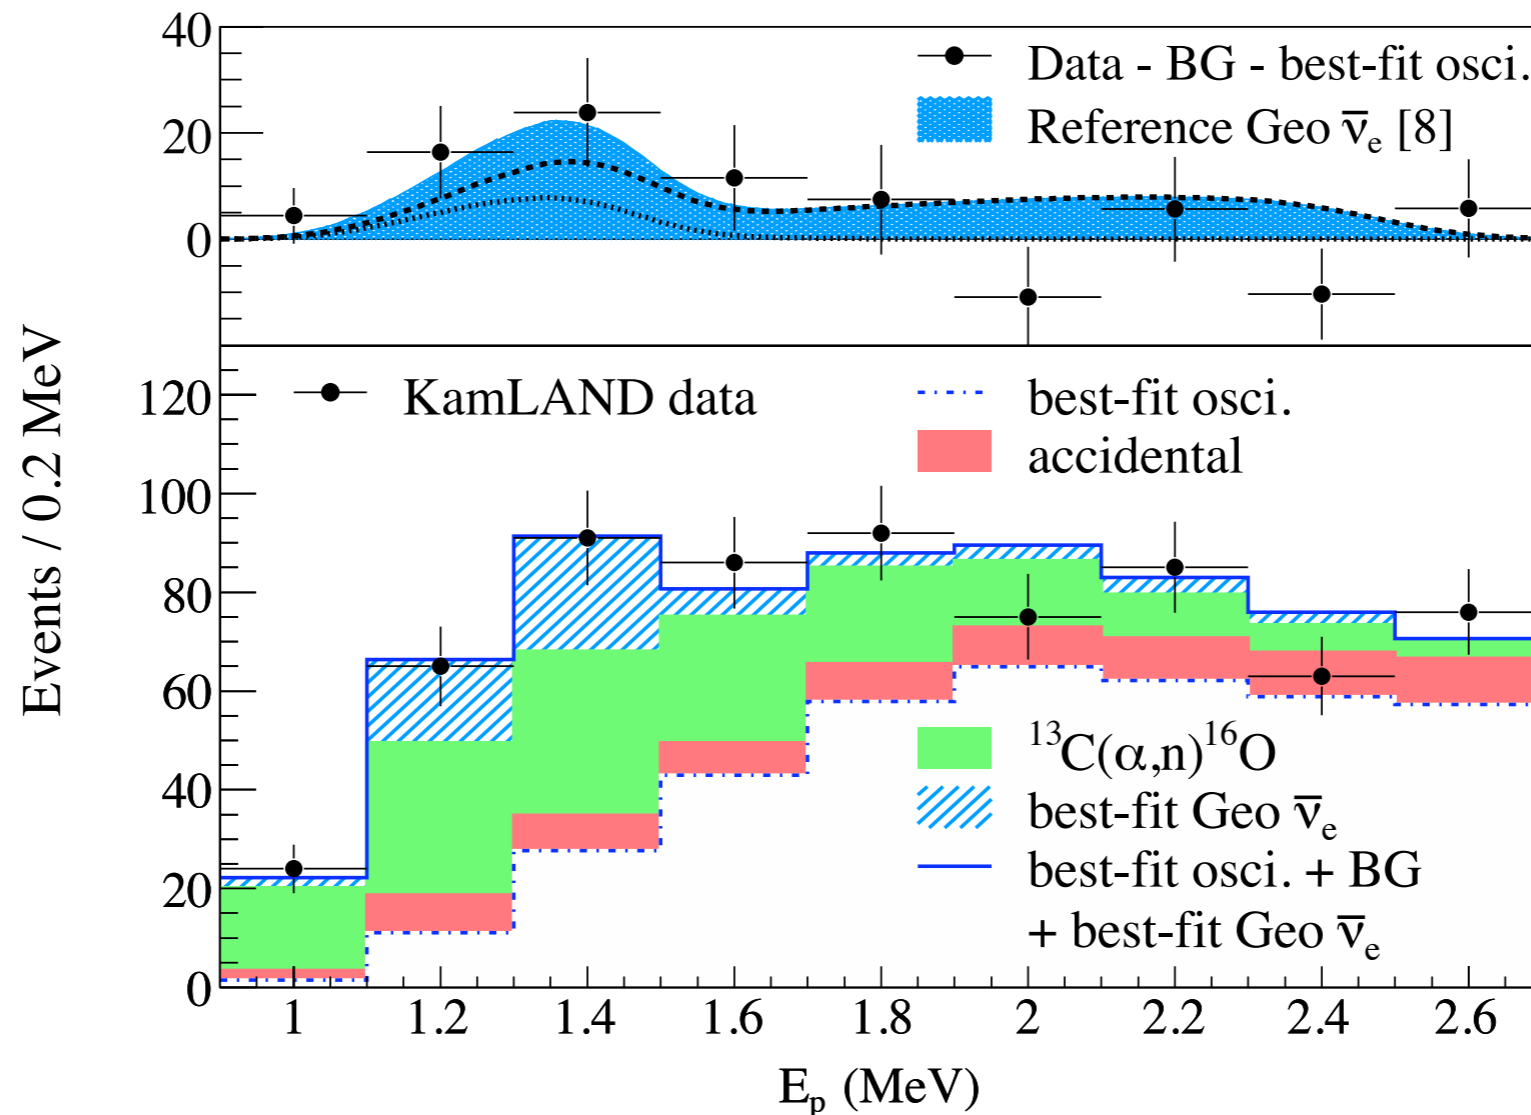 40
20
0
Data - BG - best-fit osci.
Reference Geo ν̅ₑ [8]
Events / 0.2 MeV
120
100
80
60
40
20
0
KamLAND data
best-fit osci.
accidental
¹³C(α,n)¹⁶O
best-fit Geo ν̅ₑ
best-fit osci. + BG
+ best-fit Geo ν̅ₑ
1 1.2 1.4 1.6 1.8 2 2.2 2.4 2.6
Eₚ (MeV)